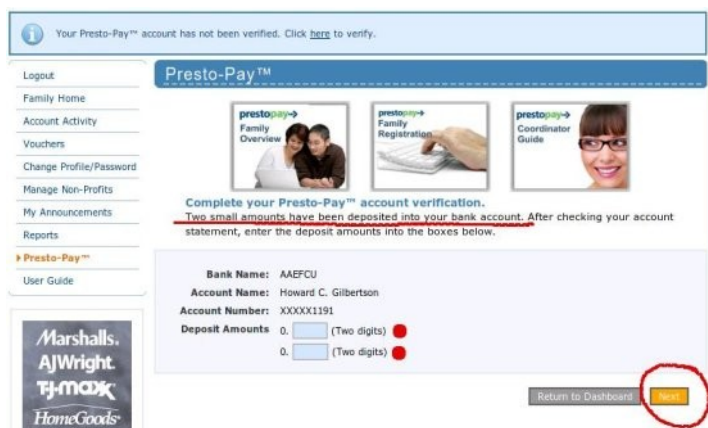 Your Presto-Pay™ account has not been verified. Click here to verify.
Logout
Family Home
Account Activity
Vouchers
Change Profile/Password
Manage Non-Profits
My Announcements
Reports
Presto-Pay™
User Guide
Marshalls.
AJWright.
T·J·maxx
HomeGoods
Presto-Pay™
prestopay
Family
Overview
prestopay
Family
Registration
prestopay
Coordinator
Guide
Complete your Presto-Pay™ account verification.
Two small amounts have been deposited into your bank account. After checking your account
statement, enter the deposit amounts into the boxes below.
Bank Name: AAEFCU
Account Name: Howard C. Gilbertson
Account Number: XXXXX1191
Deposit Amounts 0. (Two digits)
0. (Two digits)
Return to Dashboard Next